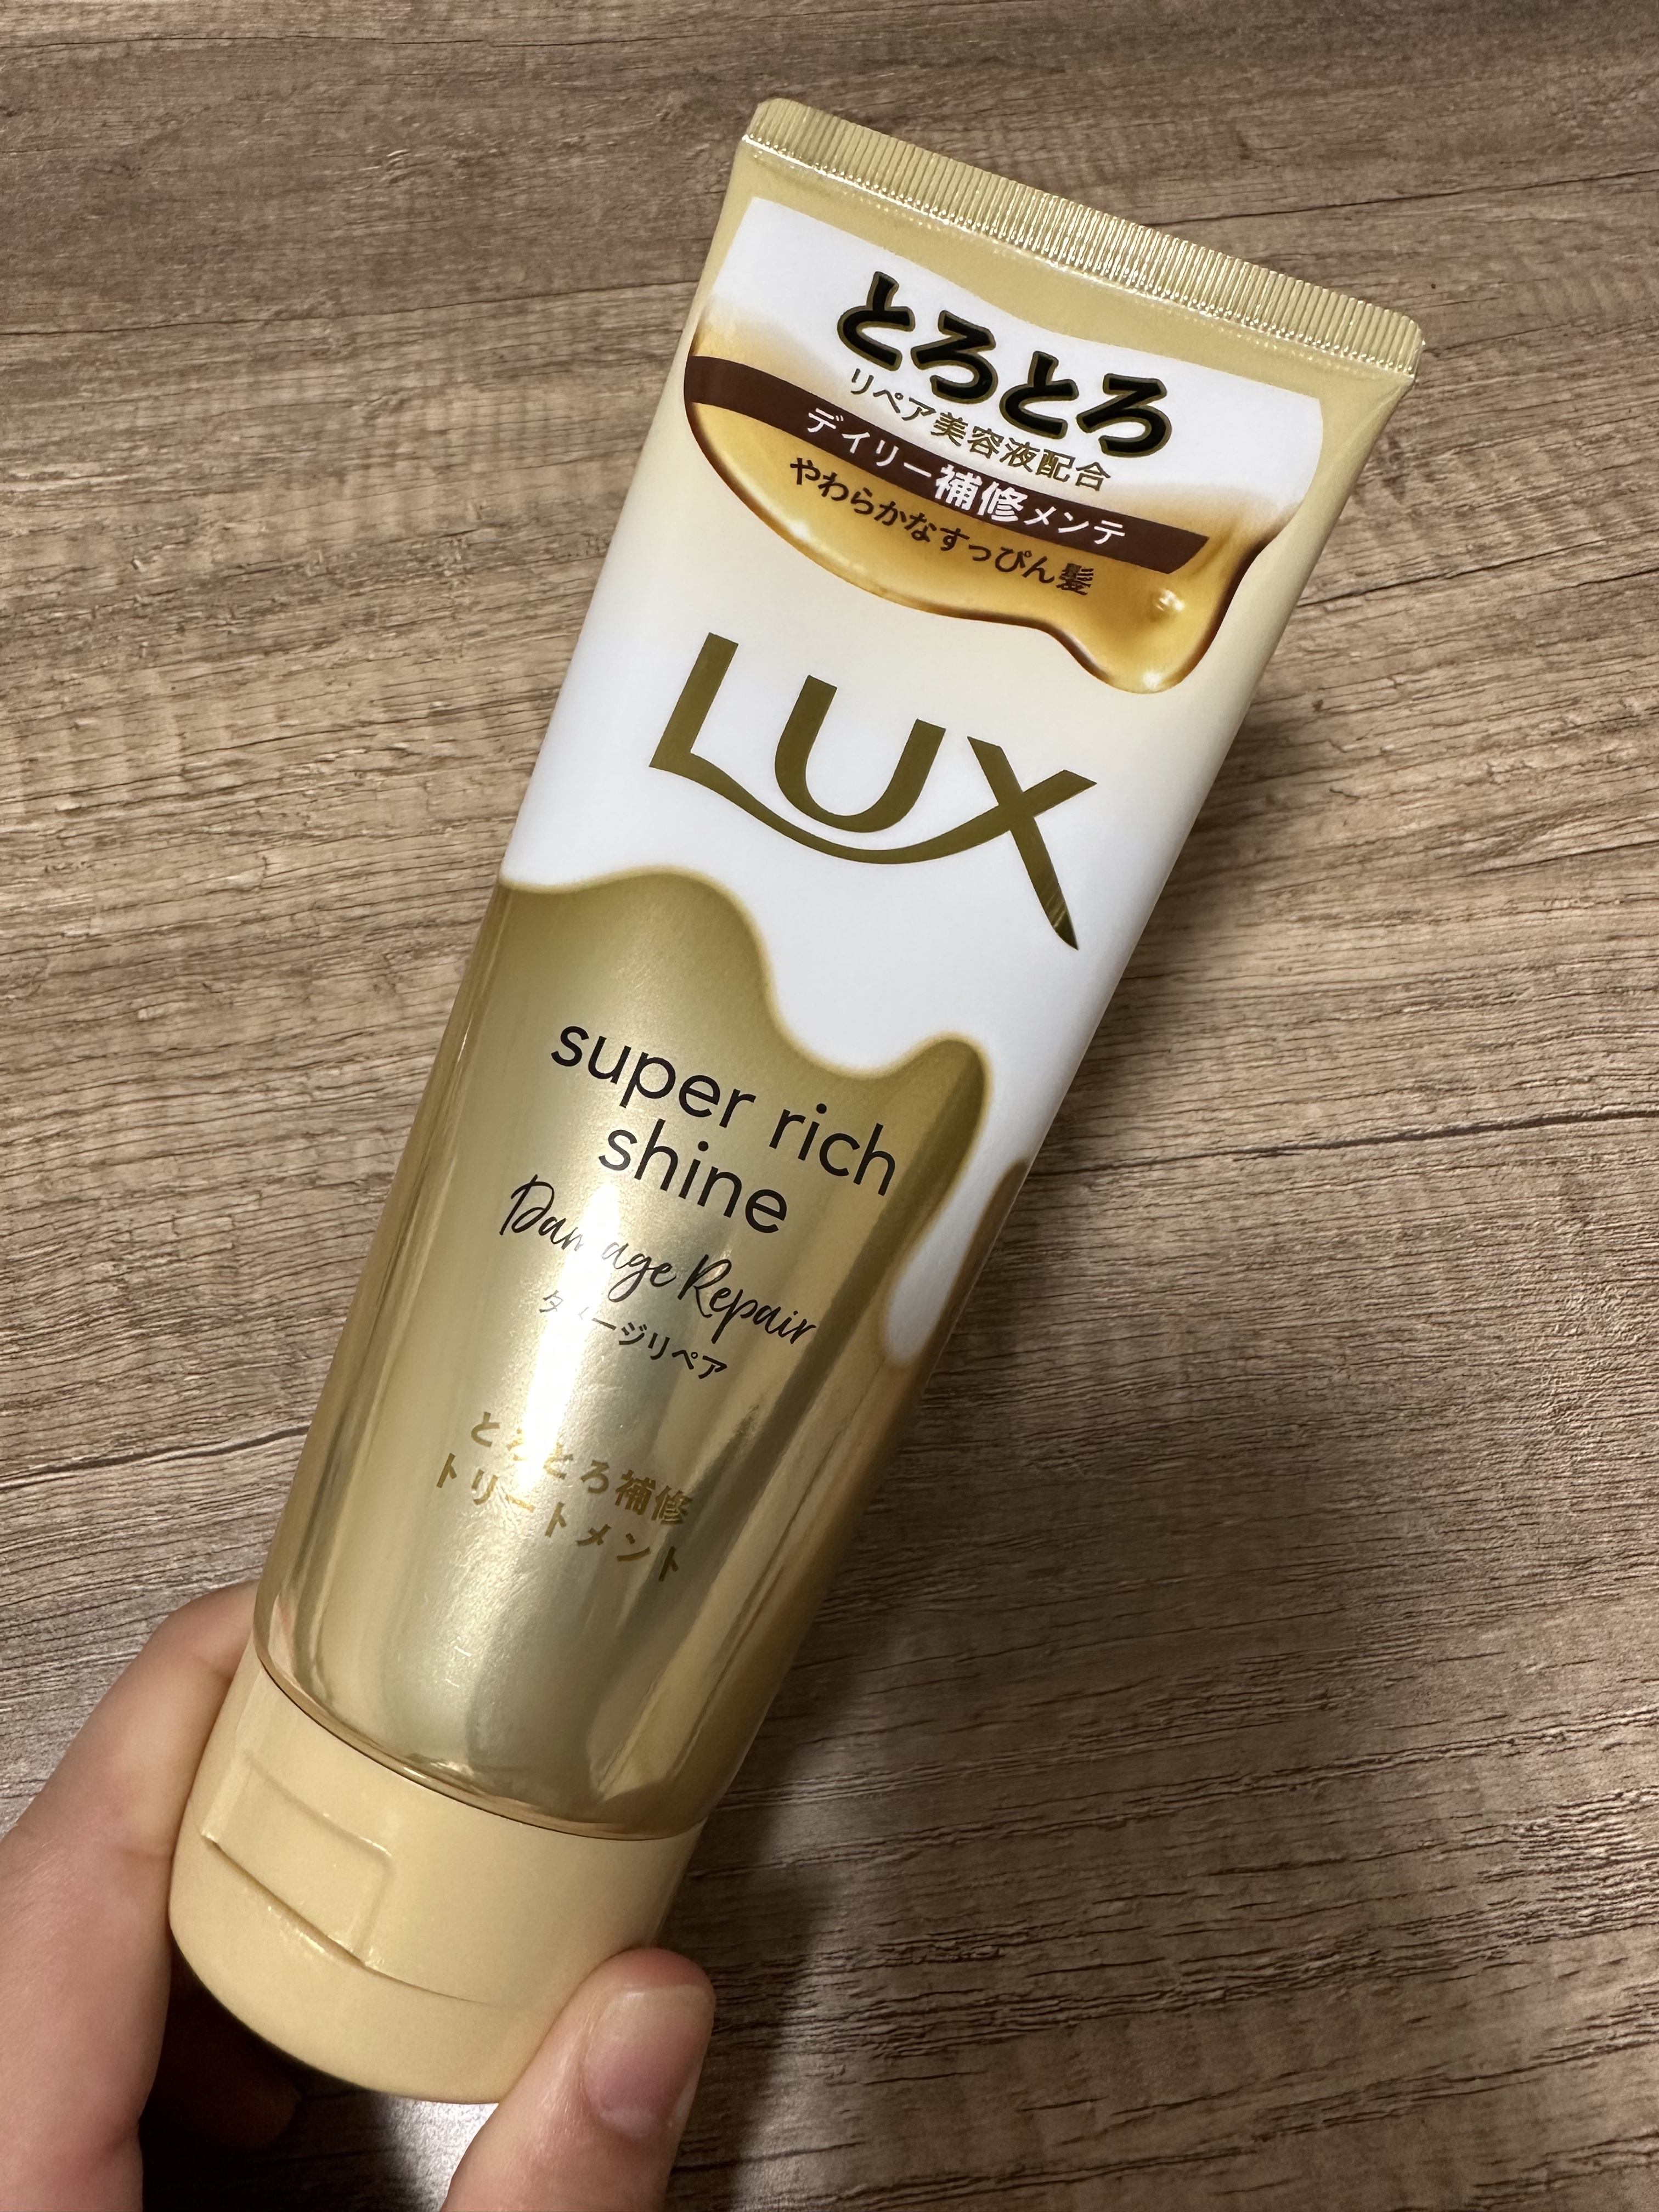 とろとろ
リペア美容液配合
デイリー補修メンテ
やわらかなすっぴん髪
LUX
super rich
shine
Damage Repair
ダメージリペア
とろとろ補修
トリートメント